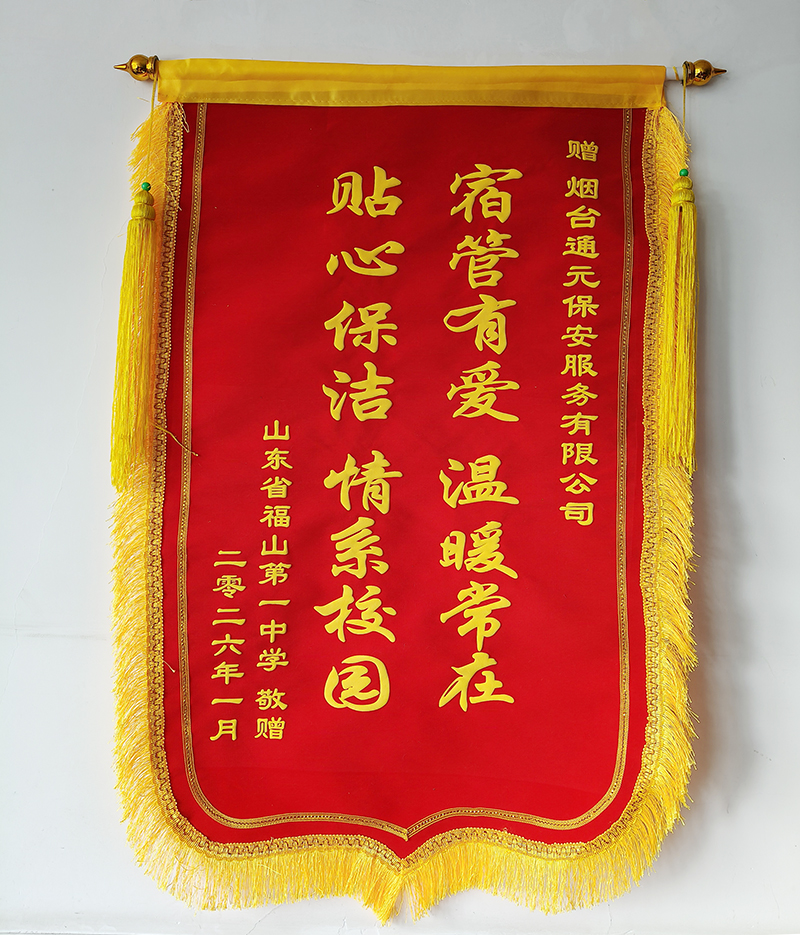 赠 烟台通元保安服务有限公司
宿管有爱 温暖常在
贴心保洁 情系校园
山东省福山第一中学 敬赠
二零二六年一月